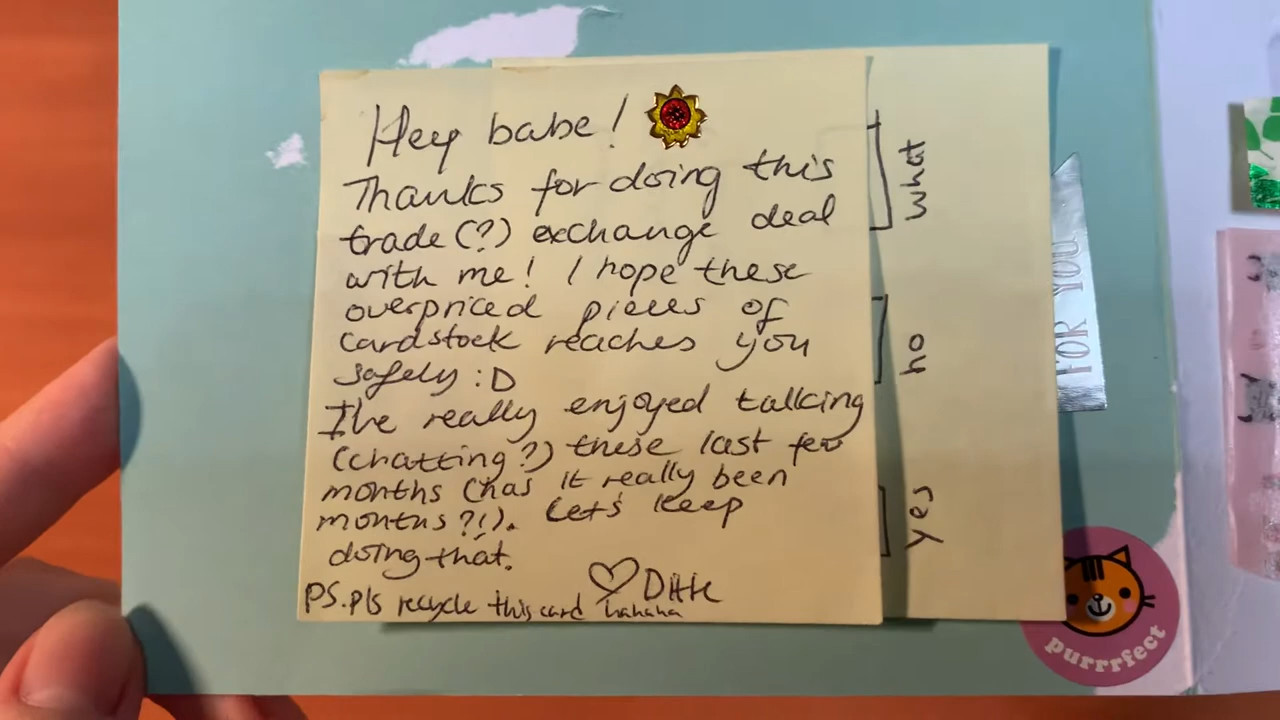 Hey babe!
Thanks for doing this
trade(?) exchange deal
with me! I hope these
overpriced pieces of
cardstock reaches you
safely :D
I've really enjoyed talking
(chatting?) these last few
months (has it really been
months?!). Let's keep
doing that.
♡ DHK
PS. pls recycle this card hahaha
what
no
yes
FOR YOU
purrrfect